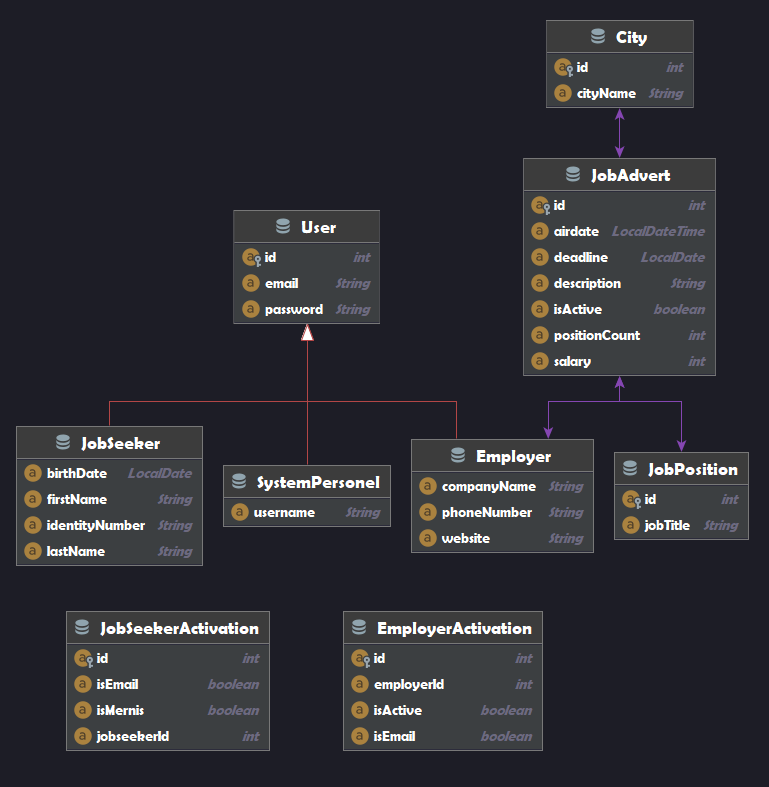 City
id int
cityName String
JobAdvert
id int
airdate LocalDateTime
deadline LocalDate
description String
isActive boolean
positionCount int
salary int
User
id int
email String
password String
JobSeeker
birthDate LocalDate
firstName String
identityNumber String
lastName String
SystemPersonel
username String
Employer
companyName String
phoneNumber String
website String
JobPosition
id int
jobTitle String
JobSeekerActivation
id int
isEmail boolean
isMernis boolean
jobseekerId int
EmployerActivation
id int
employerId int
isActive boolean
isEmail boolean